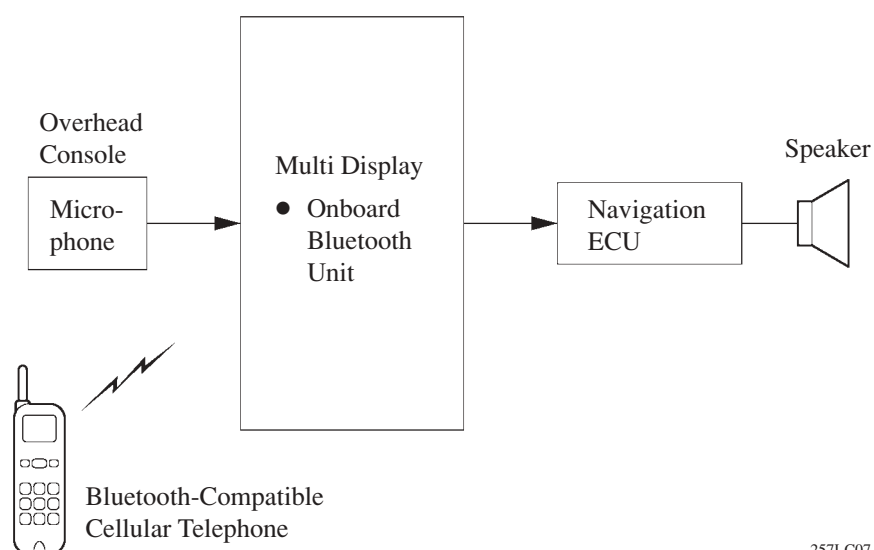 Overhead
Console
Micro-
phone
Multi Display
● Onboard
Bluetooth
Unit
Navigation
ECU
Speaker
Bluetooth-Compatible
Cellular Telephone